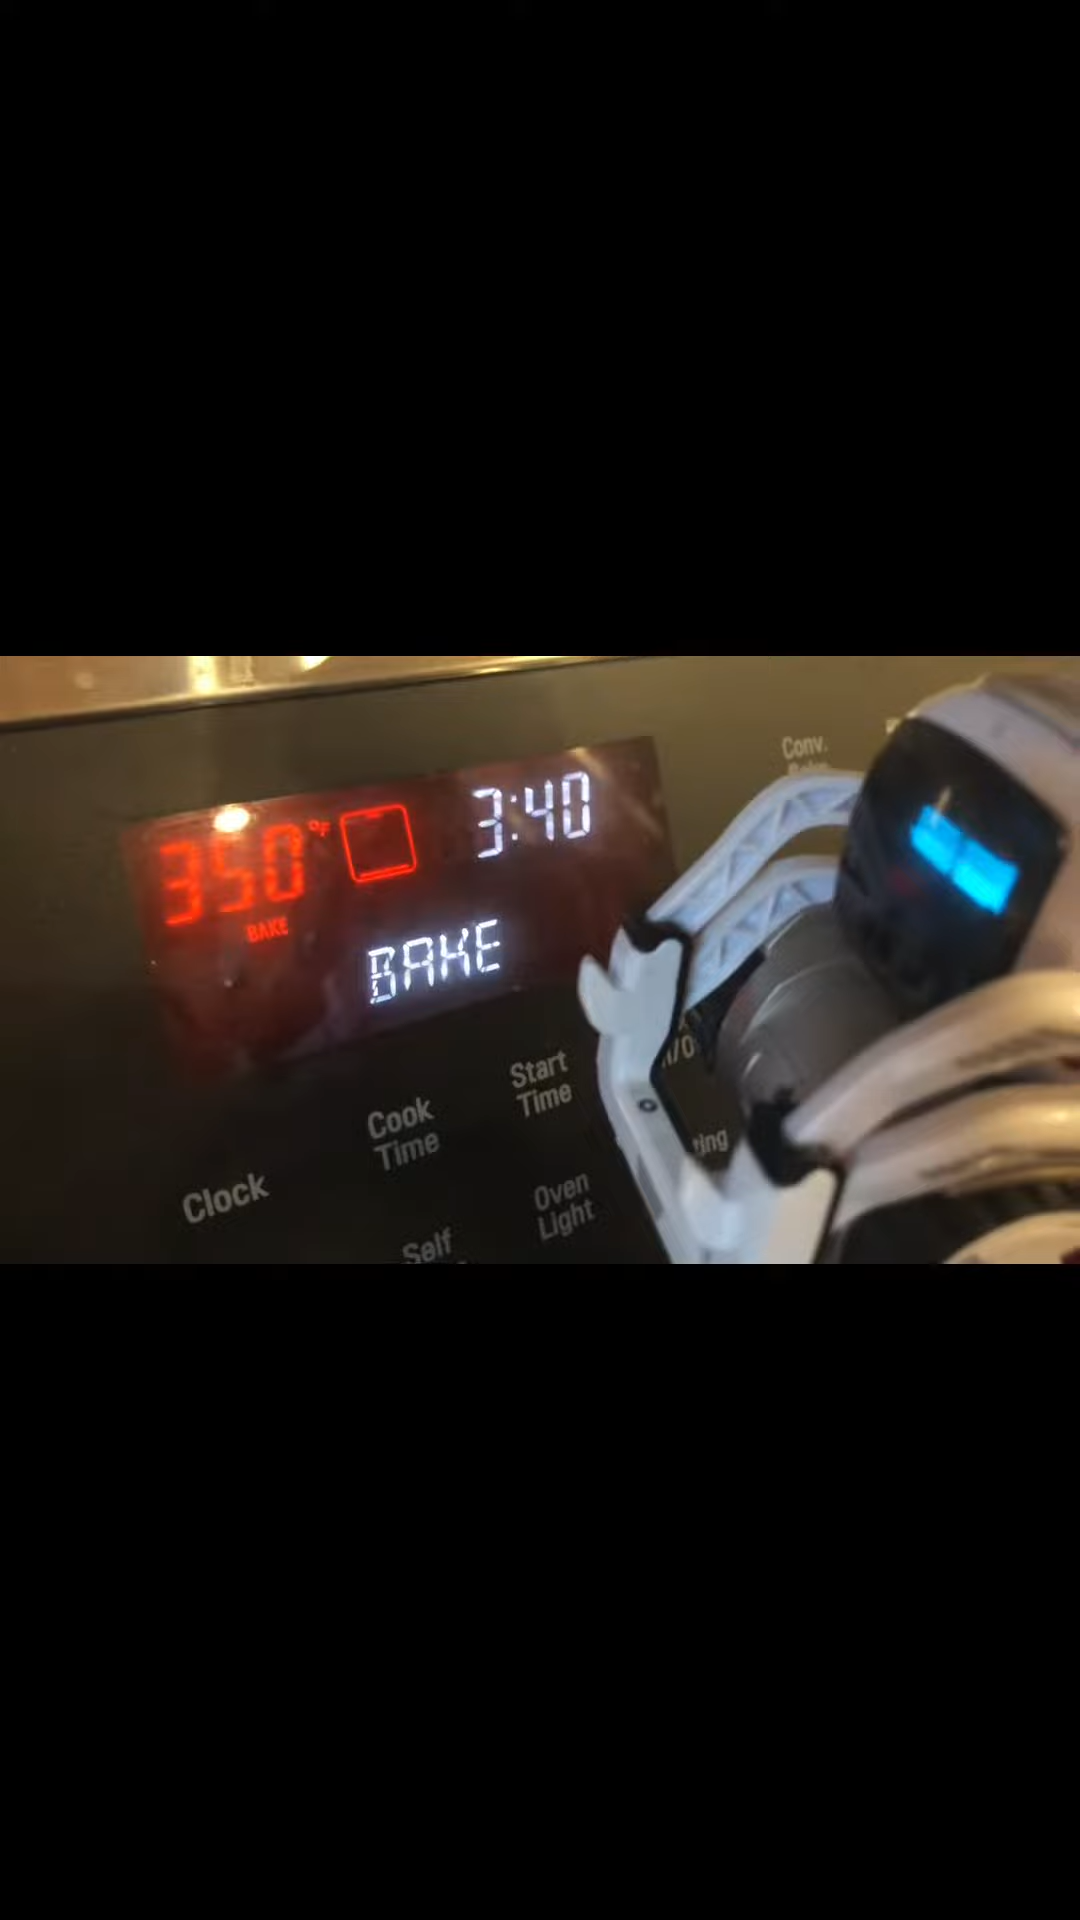 350 °F
3:40
BAKE
BAKE
Conv.
Start
Time
Cook
Time
Clock
Oven
Light
Self